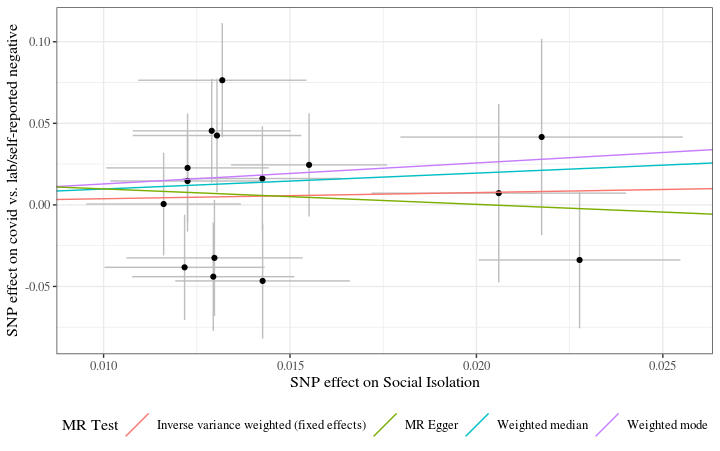 SNP effect on covid vs. lab/self-reported negative
0.10
0.05
0.00
-0.05
0.010
0.015
0.020
0.025
SNP effect on Social Isolation
MR Test
Inverse variance weighted (fixed effects)
MR Egger
Weighted median
Weighted mode